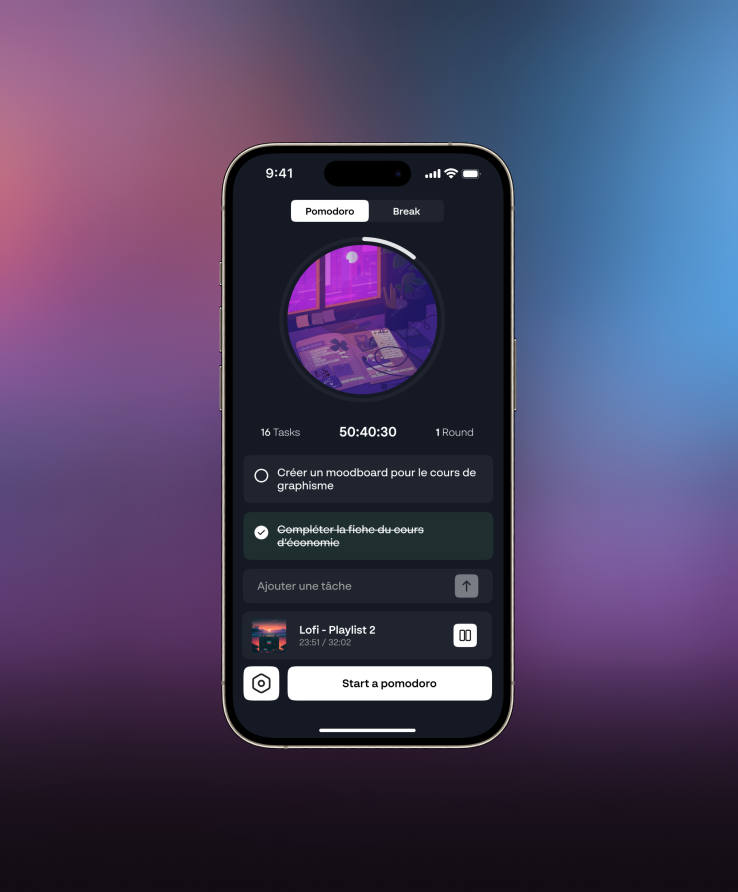 9:41
Pomodoro Break
16 Tasks 50:40:30 1 Round
Créer un moodboard pour le cours de
graphisme
Compléter la fiche du cours
d'économie
Ajouter une tâche
Lofi - Playlist 2
23:51 / 32:02
Start a pomodoro